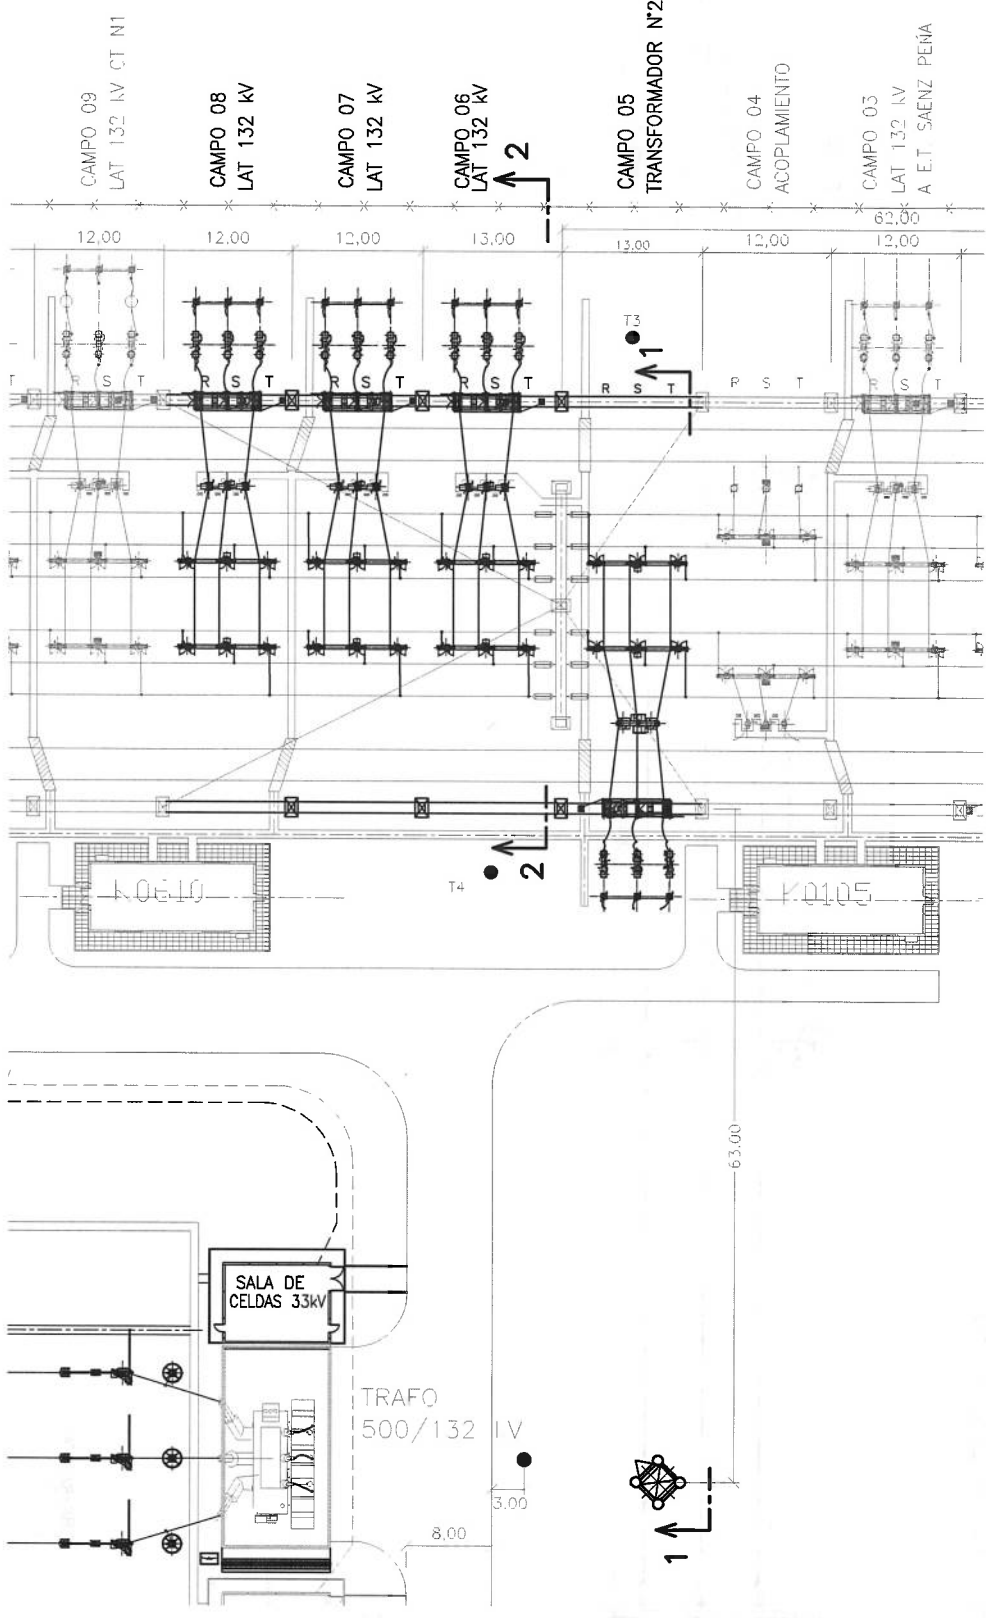 CAMPO 09
LAT 132 kV CT N1
CAMPO 08
LAT 132 kV
CAMPO 07
LAT 132 kV
CAMPO 06
LAT 132 kV
2
CAMPO 05
TRANSFORMADOR N°2
CAMPO 04
ACOPLAMIENTO
CAMPO 03
LAT 132 kV
A E.T. SAENZ PEÑA
62,00
12,00
12,00
12,00
13,00
13,00
12,00
12,00
T3
1
T
R S T
R S T
R S T
R S T
R S T
R S T
R S T
2
T4
K0610
K0105
63.00
SALA DE
CELDAS 33kV
TRAFO
500/132 kV
3.00
8,00
1